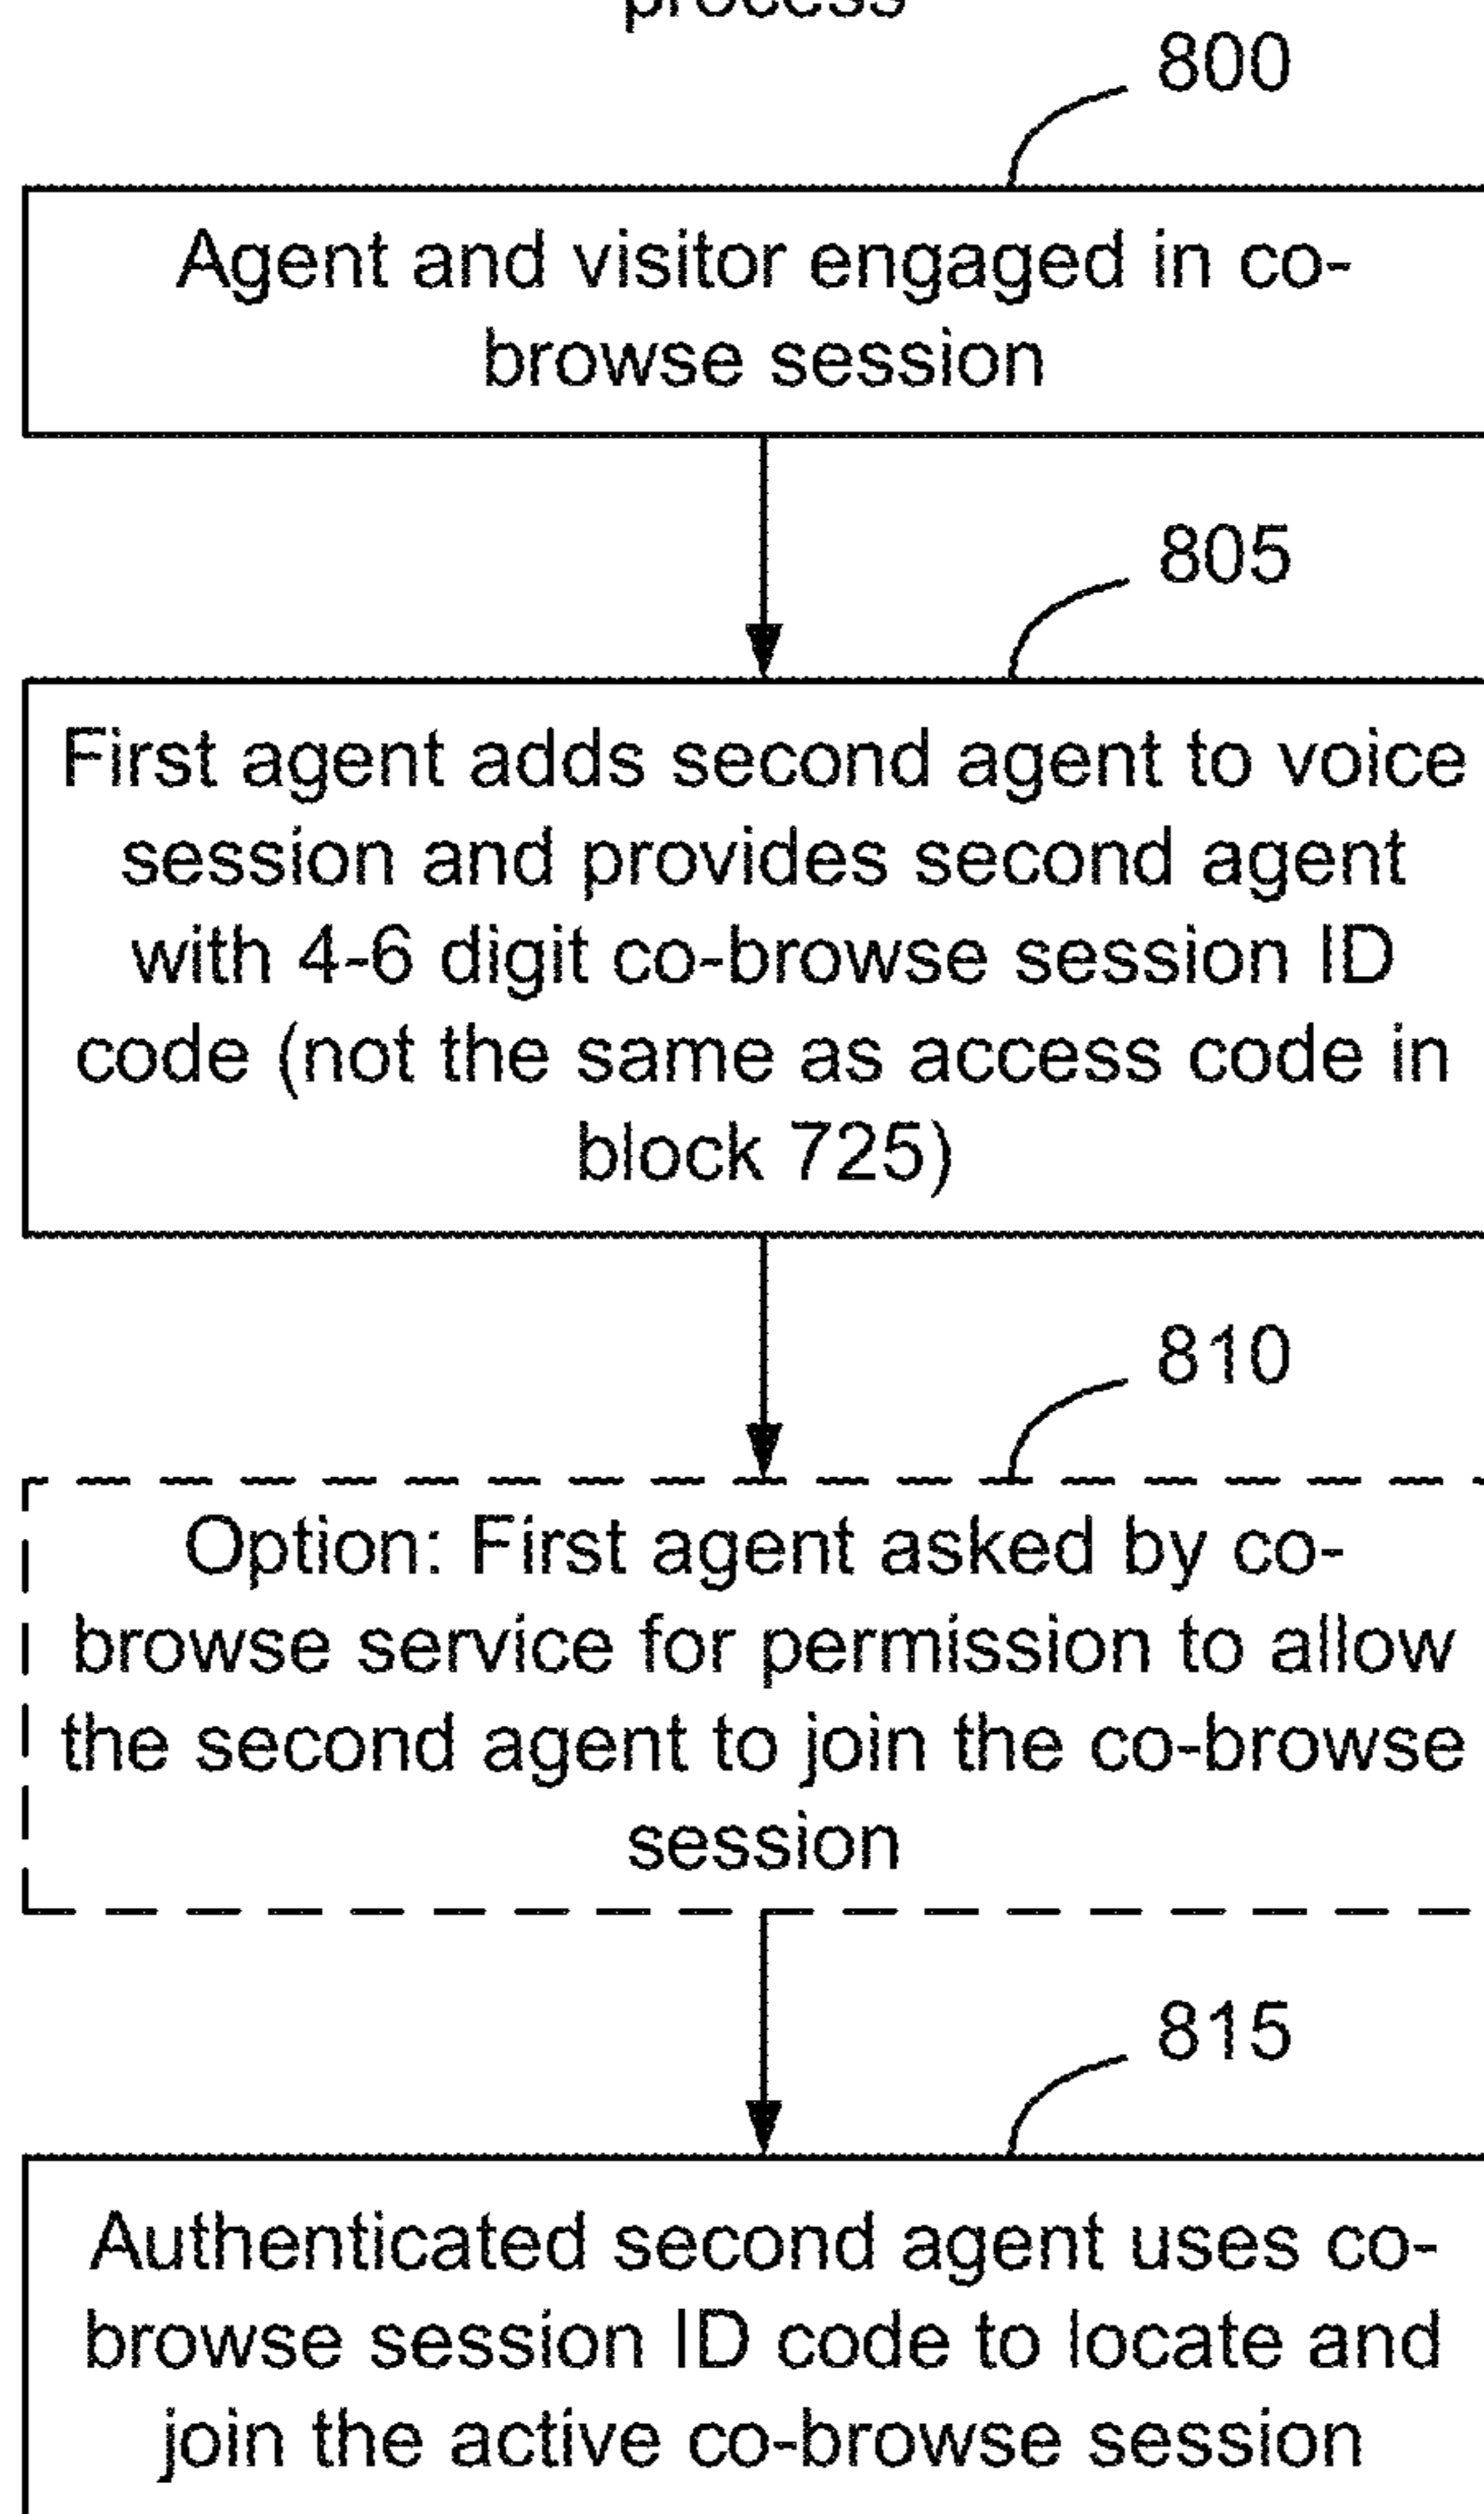 process
800
Agent and visitor engaged in co-
browse session
805
First agent adds second agent to voice
session and provides second agent
with 4-6 digit co-browse session ID
code (not the same as access code in
block 725)
810
Option: First agent asked by co-
browse service for permission to allow
the second agent to join the co-browse
session
815
Authenticated second agent uses co-
browse session ID code to locate and
join the active co-browse session